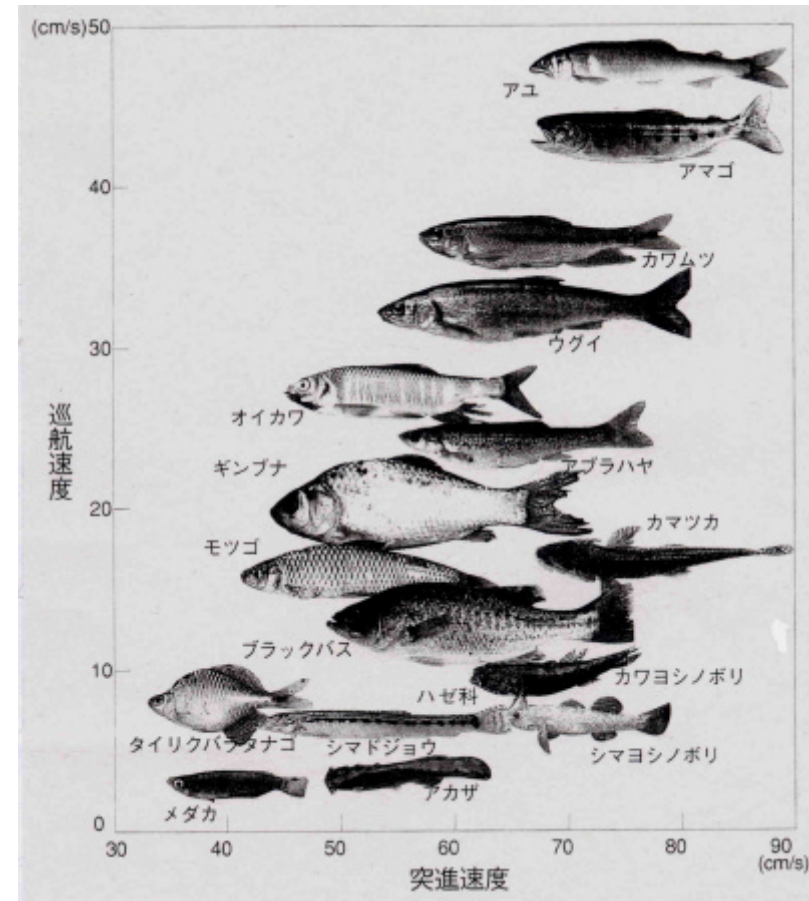 (cm/s)50
アユ
アマゴ
40
カワムツ
ウグイ
30
オイカワ
アブラハヤ
ギンブナ
巡航速度
20
カマツカ
モツゴ
ブラックバス
10
カワヨシノボリ
ハゼ科
タイリクバラタナゴ
シマドジョウ
シマヨシノボリ
アカザ
メダカ
0
30 40 50 60 70 80 90
(cm/s)
突進速度